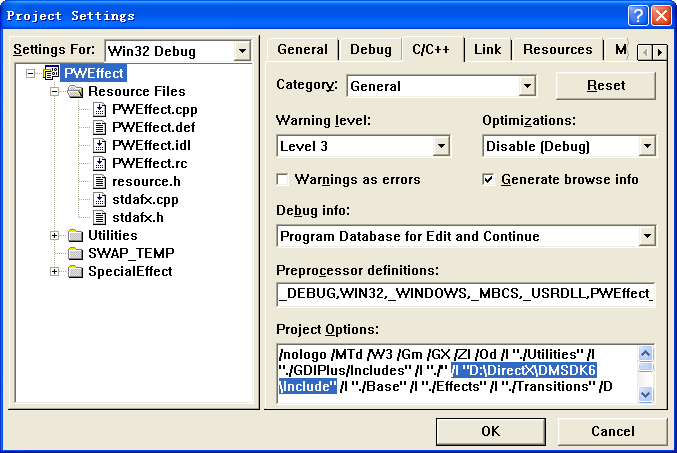 Project Settings
Settings For:
Win32 Debug
PWEffect
Resource Files
PWEffect.cpp
PWEffect.def
PWEffect.idl
PWEffect.rc
resource.h
stdafx.cpp
stdafx.h
Utilities
SWAP_TEMP
SpecialEffect
General Debug C/C++ Link Resources M
Category: General Reset
Warning level: Optimizations:
Level 3 Disable (Debug)
Warnings as errors Generate browse info
Debug info:
Program Database for Edit and Continue
Preprocessor definitions:
_DEBUG,WIN32,_WINDOWS,_MBCS,_USRDLL,PWEffect_
Project Options:
/nologo /MTd /W3 /Gm /GX /ZI /Od /I "./Utilities" /I
"./GDIPlus/Includes" /I "./" /I "D:\DirectX\DMSDK6
\Include" /I "./Base" /I "./Effects" /I "./Transitions" /D
OK Cancel